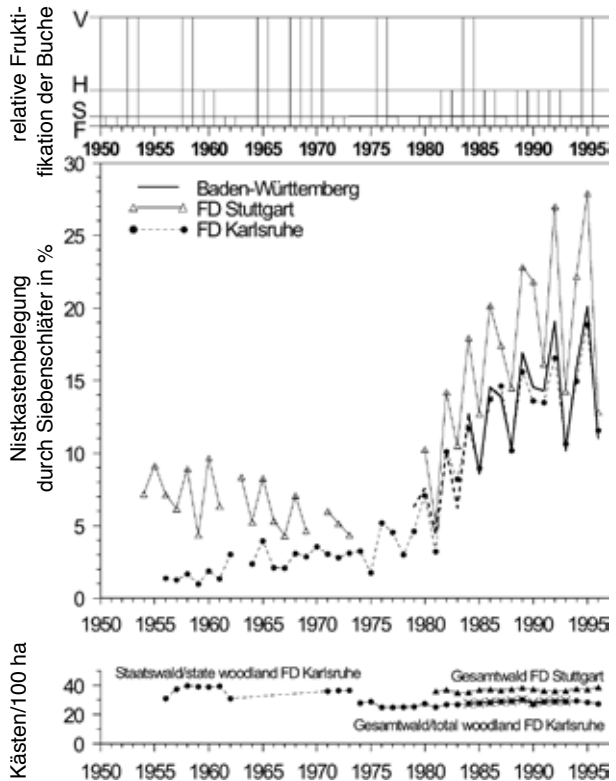 relative Frukti-
fikation der Buche
V
H
S
F
1950 1955 1960 1965 1970 1975 1980 1985 1990 1995
Nistkastenbelegung
durch Siebenschläfer in %
30
25
20
15
10
5
0
Baden-Württemberg
FD Stuttgart
FD Karlsruhe
1950 1955 1960 1965 1970 1975 1980 1985 1990 1995
Kästen/100 ha
40
20
0
Staatswald/state woodland FD Karlsruhe
Gesamtwald FD Stuttgart
Gesamtwald/total woodland FD Karlsruhe
1950 1955 1960 1965 1970 1975 1980 1985 1990 1995